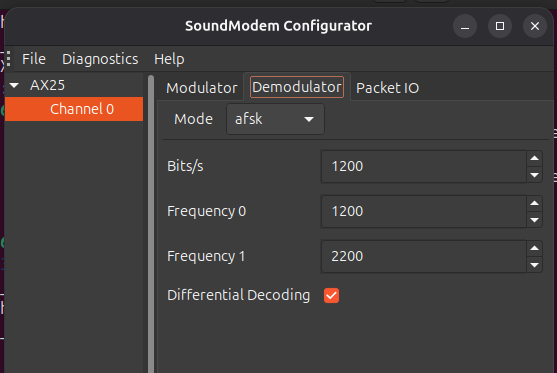 SoundModem Configurator
File Diagnostics Help
AX25
Channel 0
Modulator Demodulator Packet IO
Mode afsk
Bits/s 1200
Frequency 0 1200
Frequency 1 2200
Differential Decoding